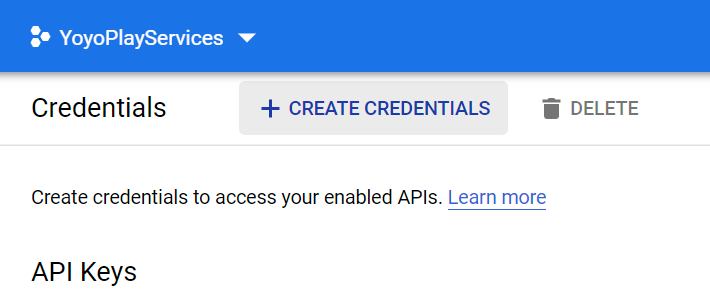 YoyoPlayServices
Credentials + CREATE CREDENTIALS DELETE
Create credentials to access your enabled APIs. Learn more
API Keys